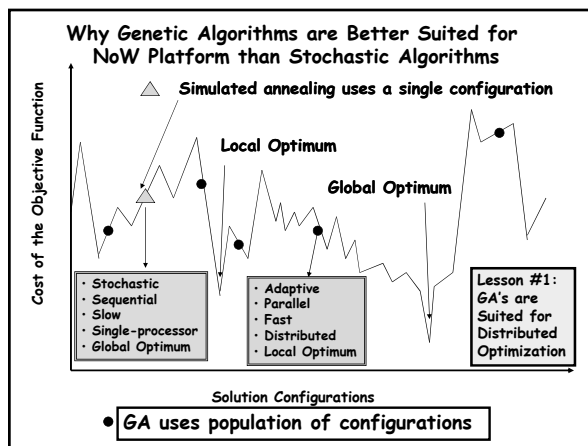 Why Genetic Algorithms are Better Suited for
NoW Platform than Stochastic Algorithms
Simulated annealing uses a single configuration
Cost of the Objective Function
Local Optimum
Global Optimum
· Stochastic
· Sequential
· Slow
· Single-processor
· Global Optimum
· Adaptive
· Parallel
· Fast
· Distributed
· Local Optimum
Lesson #1:
GA's are
Suited for
Distributed
Optimization
Solution Configurations
GA uses population of configurations